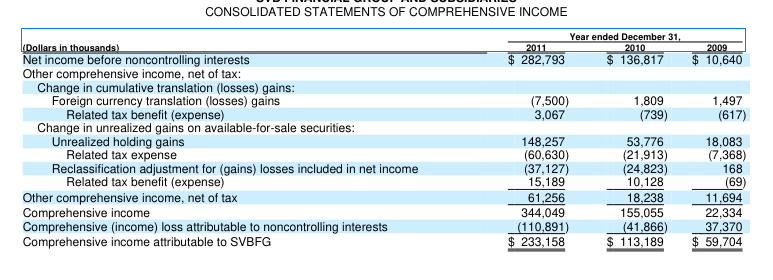 SVB FINANCIAL GROUP AND SUBSIDIARIES
CONSOLIDATED STATEMENTS OF COMPREHENSIVE INCOME
Year ended December 31,
(Dollars in thousands) 2011 2010 2009
Net income before noncontrolling interests $ 282,793 $ 136,817 $ 10,640
Other comprehensive income, net of tax:
Change in cumulative translation (losses) gains:
Foreign currency translation (losses) gains (7,500) 1,809 1,497
Related tax benefit (expense) 3,067 (739) (617)
Change in unrealized gains on available-for-sale securities:
Unrealized holding gains 148,257 53,776 18,083
Related tax expense (60,630) (21,913) (7,368)
Reclassification adjustment for (gains) losses included in net income (37,127) (24,823) 168
Related tax benefit (expense) 15,189 10,128 (69)
Other comprehensive income, net of tax 61,256 18,238 11,694
Comprehensive income 344,049 155,055 22,334
Comprehensive (income) loss attributable to noncontrolling interests (110,891) (41,866) 37,370
Comprehensive income attributable to SVBFG $ 233,158 $ 113,189 $ 59,704